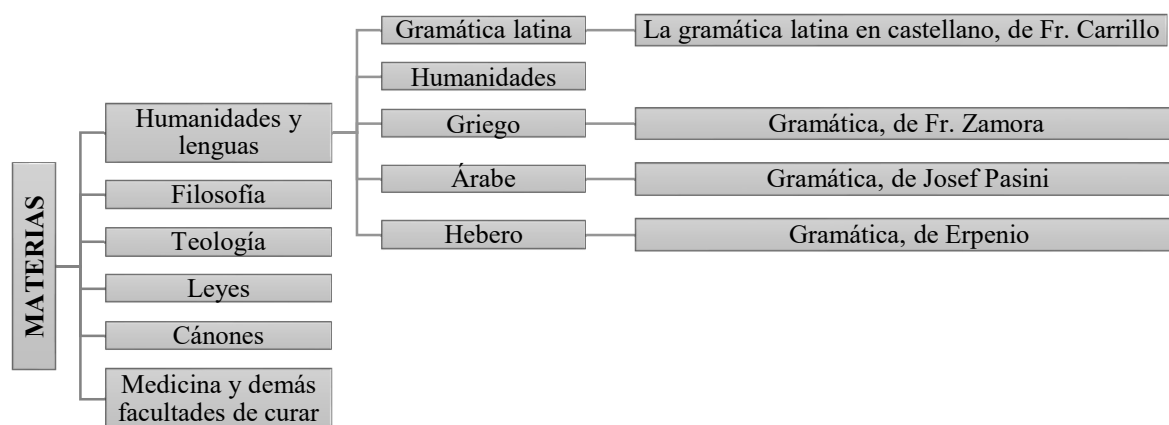 MATERIAS
Humanidades y
lenguas
Filosofía
Teología
Leyes
Cánones
Medicina y demás
facultades de curar
Gramática latina
Humanidades
Griego
Árabe
Hebero
La gramática latina en castellano, de Fr. Carrillo
Gramática, de Fr. Zamora
Gramática, de Josef Pasini
Gramática, de Erpenio